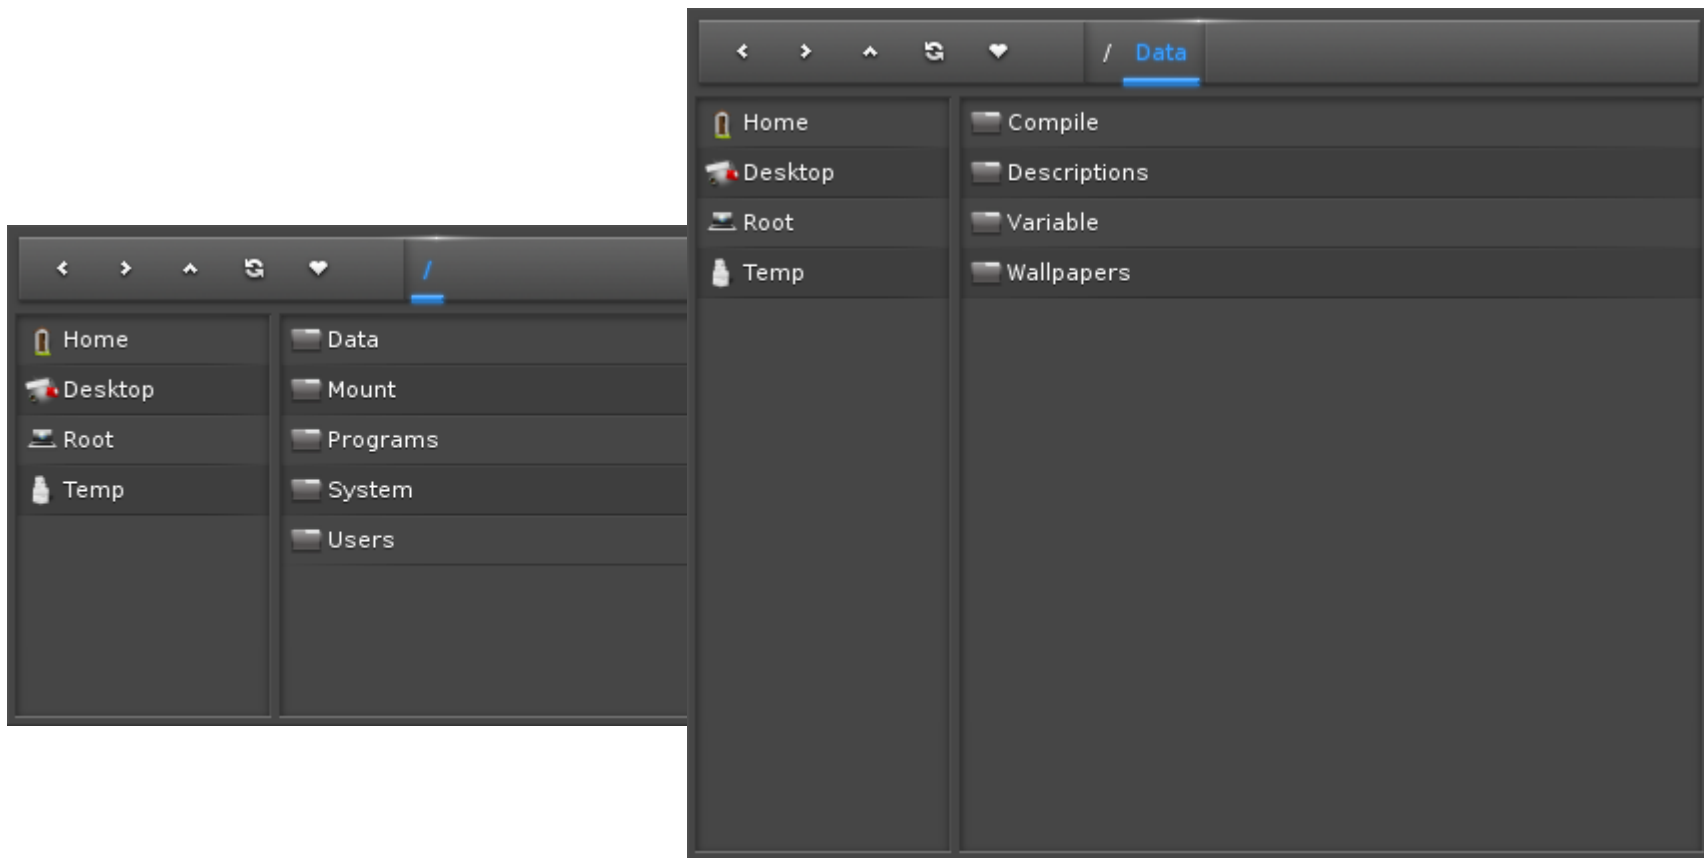 /
Home
Desktop
Root
Temp
Data
Mount
Programs
System
Users
/ Data
Home
Desktop
Root
Temp
Compile
Descriptions
Variable
Wallpapers